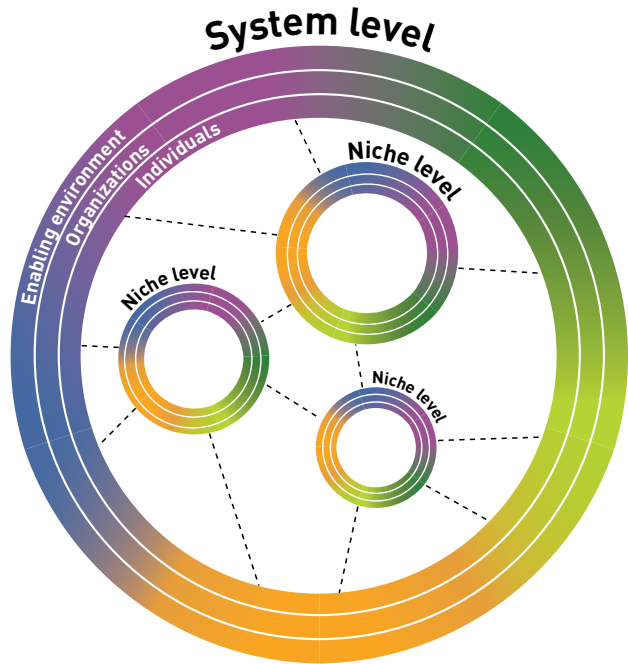 System level
Enabling environment
Organizations
Individuals
Niche level
Niche level
Niche level